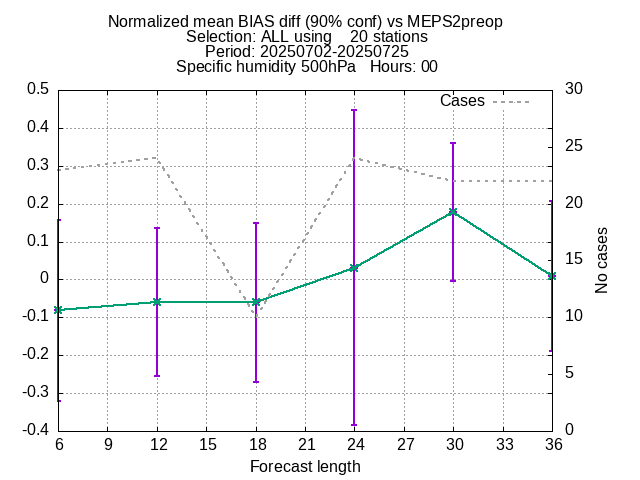 Normalized mean BIAS diff (90% conf) vs MEPS2preop
Selection: ALL using    20 stations
Period: 20250702-20250725
Specific humidity 500hPa   Hours: 00
Cases
0.5
0.4
0.3
0.2
0.1
0
-0.1
-0.2
-0.3
-0.4
30
25
20
15
10
5
0
No cases
6 9 12 15 18 21 24 27 30 33 36
Forecast length